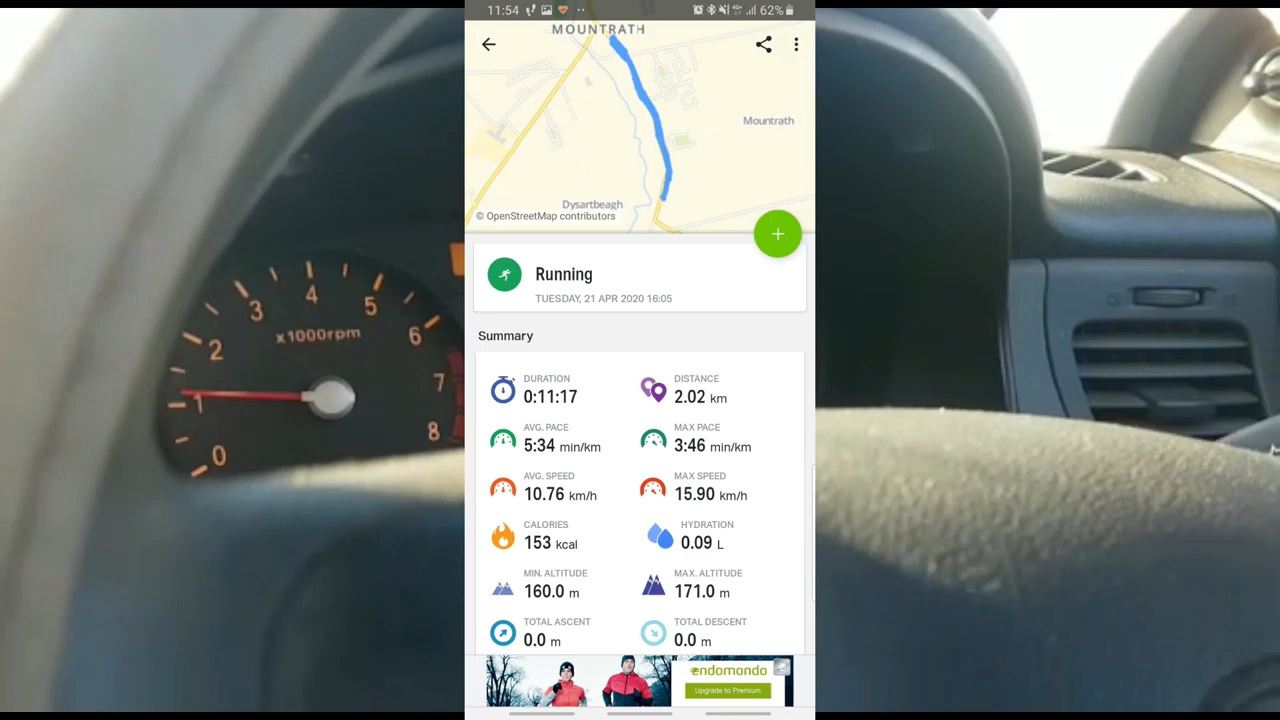 11:54
4G+
62%
MOUNTRATH
Mountrath
Dysartbeagh
© OpenStreetMap contributors
Running
TUESDAY, 21 APR 2020 16:05
Summary
DURATION
0:11:17
DISTANCE
2.02 km
AVG. PACE
5:34 min/km
MAX PACE
3:46 min/km
AVG. SPEED
10.76 km/h
MAX SPEED
15.90 km/h
CALORIES
153 kcal
HYDRATION
0.09 L
MIN. ALTITUDE
160.0 m
MAX. ALTITUDE
171.0 m
TOTAL ASCENT
0.0 m
TOTAL DESCENT
0.0 m
endomondo
Upgrade to Premium
0
1
2
3
4
5
6
7
8
x1000rpm